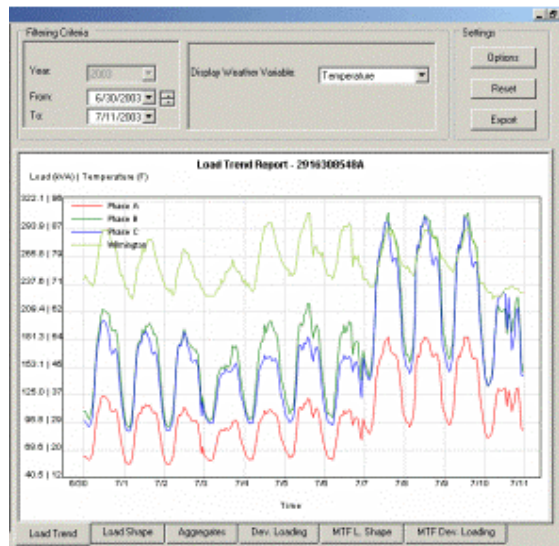 Filtering Criteria
Settings
Year:
2003
Display Weather Variable:
Temperature
Options
From:
6/30/2003
Reset
To:
7/11/2003
Export
Load Trend Report - 2916308548A
Load (kVA) | Temperature (F)
322.1 | 95
Phase A
Phase B
293.9 | 87
Phase C
Wilmington
265.8 | 79
237.6 | 71
209.4 | 62
181.3 | 54
153.1 | 45
125.0 | 37
96.8 | 29
69.6 | 20
40.5 | 12
6/30
7/1
7/2
7/3
7/4
7/5
7/6
7/7
7/8
7/9
7/10
7/11
Time
Load Trend
Load Shape
Aggregates
Dev. Loading
MTF L. Shape
MTF Dev. Loading